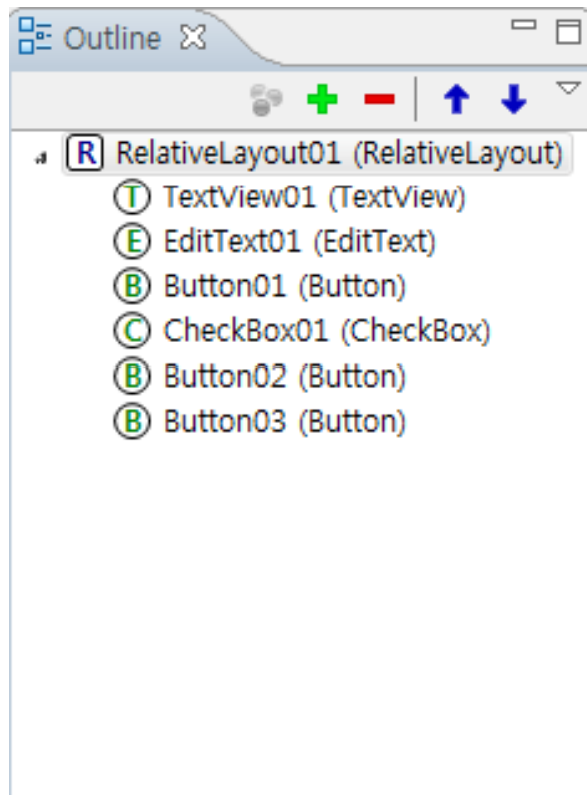 Outline
R RelativeLayout01 (RelativeLayout)
T TextView01 (TextView)
E EditText01 (EditText)
B Button01 (Button)
C CheckBox01 (CheckBox)
B Button02 (Button)
B Button03 (Button)